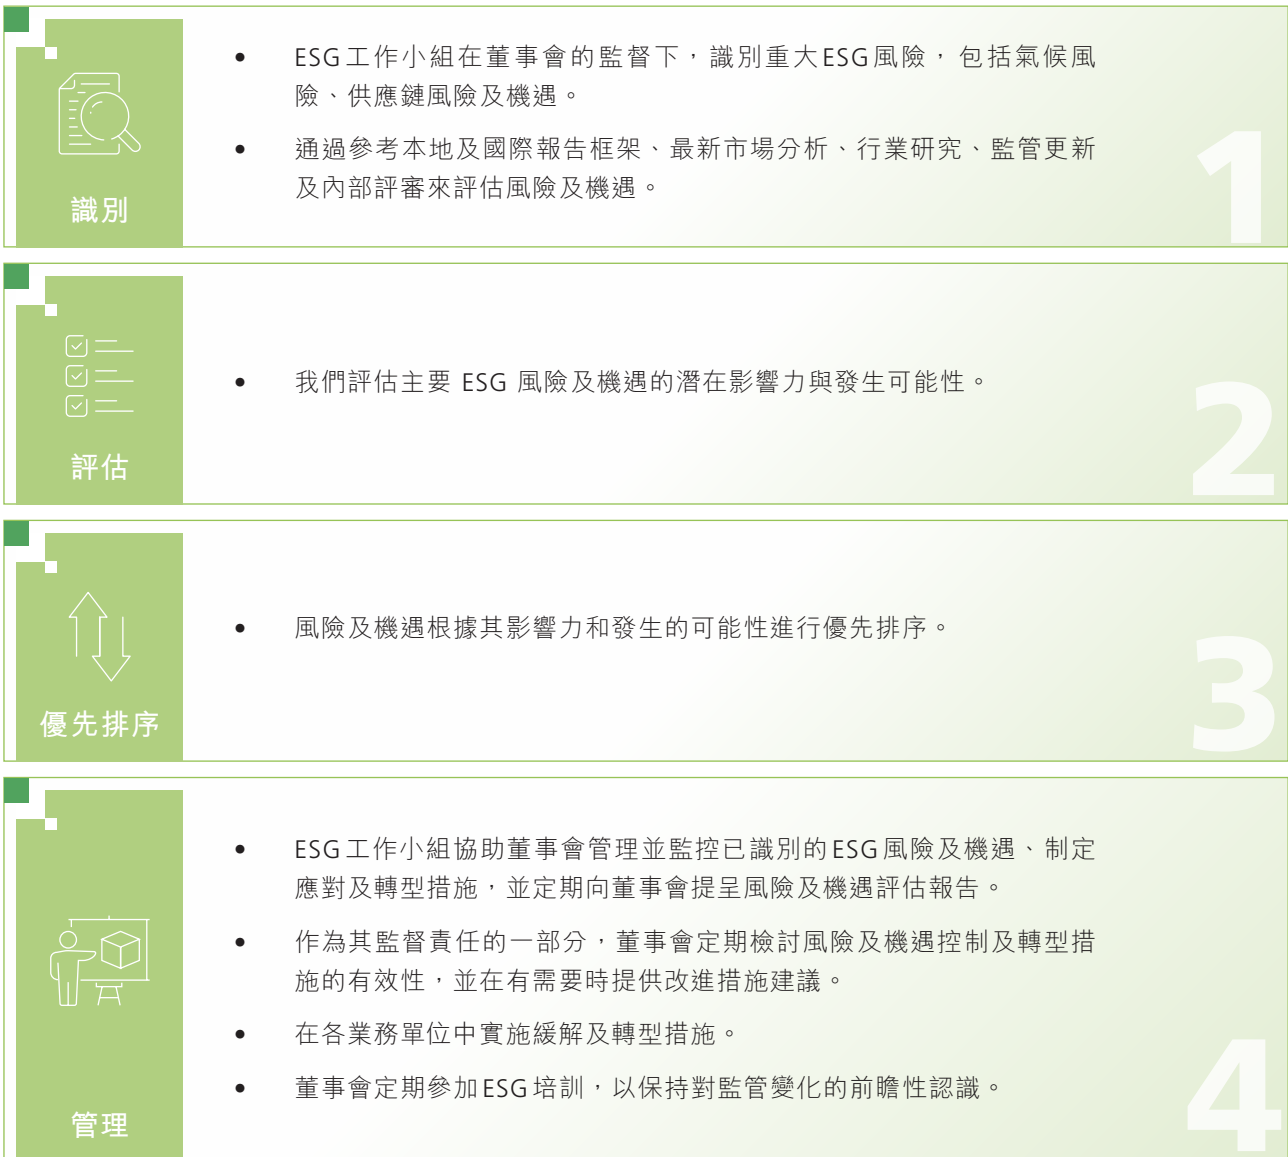 • ESG工作小組在董事會的監督下，識別重大ESG風險，包括氣候風
險、供應鏈風險及機遇。
• 通過參考本地及國際報告框架、最新市場分析、行業研究、監管更新
及內部評審來評估風險及機遇。
識別
1
• 我們評估主要 ESG 風險及機遇的潛在影響力與發生可能性。
評估
2
• 風險及機遇根據其影響力和發生的可能性進行優先排序。
優先排序
3
• ESG工作小組協助董事會管理並監控已識別的ESG風險及機遇、制定
應對及轉型措施，並定期向董事會提呈風險及機遇評估報告。
• 作為其監督責任的一部分，董事會定期檢討風險及機遇控制及轉型措
施的有效性，並在有需要時提供改進措施建議。
• 在各業務單位中實施緩解及轉型措施。
• 董事會定期參加ESG培訓，以保持對監管變化的前瞻性認識。
管理
4